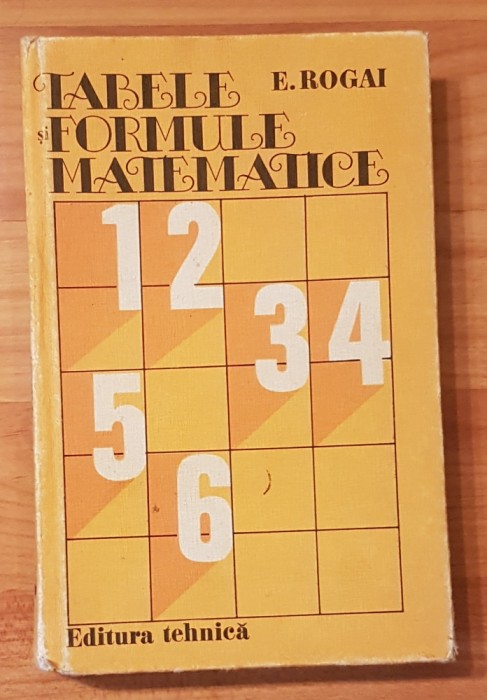 TABELE E. ROGAI
și FORMULE
MATEMATICE
1 2
3 4
5
6
Editura tehnică